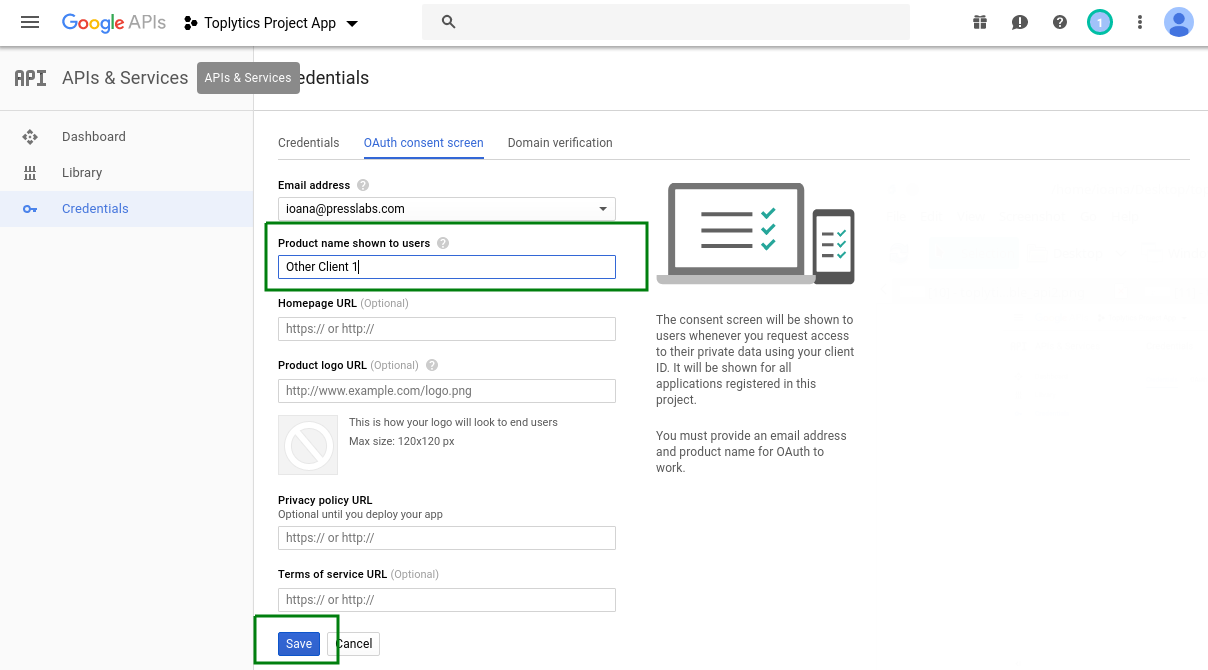 Google APIs Toplytics Project App 1
API APIs & Services APIs & Services edentials
Dashboard
Library
Credentials
Credentials OAuth consent screen Domain verification
Email address ?
ioana@presslabs.com
Product name shown to users ?
Other Client 1
Homepage URL (Optional)
https:// or http://
Product logo URL (Optional) ?
http://www.example.com/logo.png
This is how your logo will look to end users
Max size: 120x120 px
Privacy policy URL
Optional until you deploy your app
https:// or http://
Terms of service URL (Optional)
https:// or http://
Save Cancel
The consent screen will be shown to
users whenever you request access
to their private data using your client
ID. It will be shown for all
applications registered in this
project.
You must provide an email address
and product name for OAuth to
work.